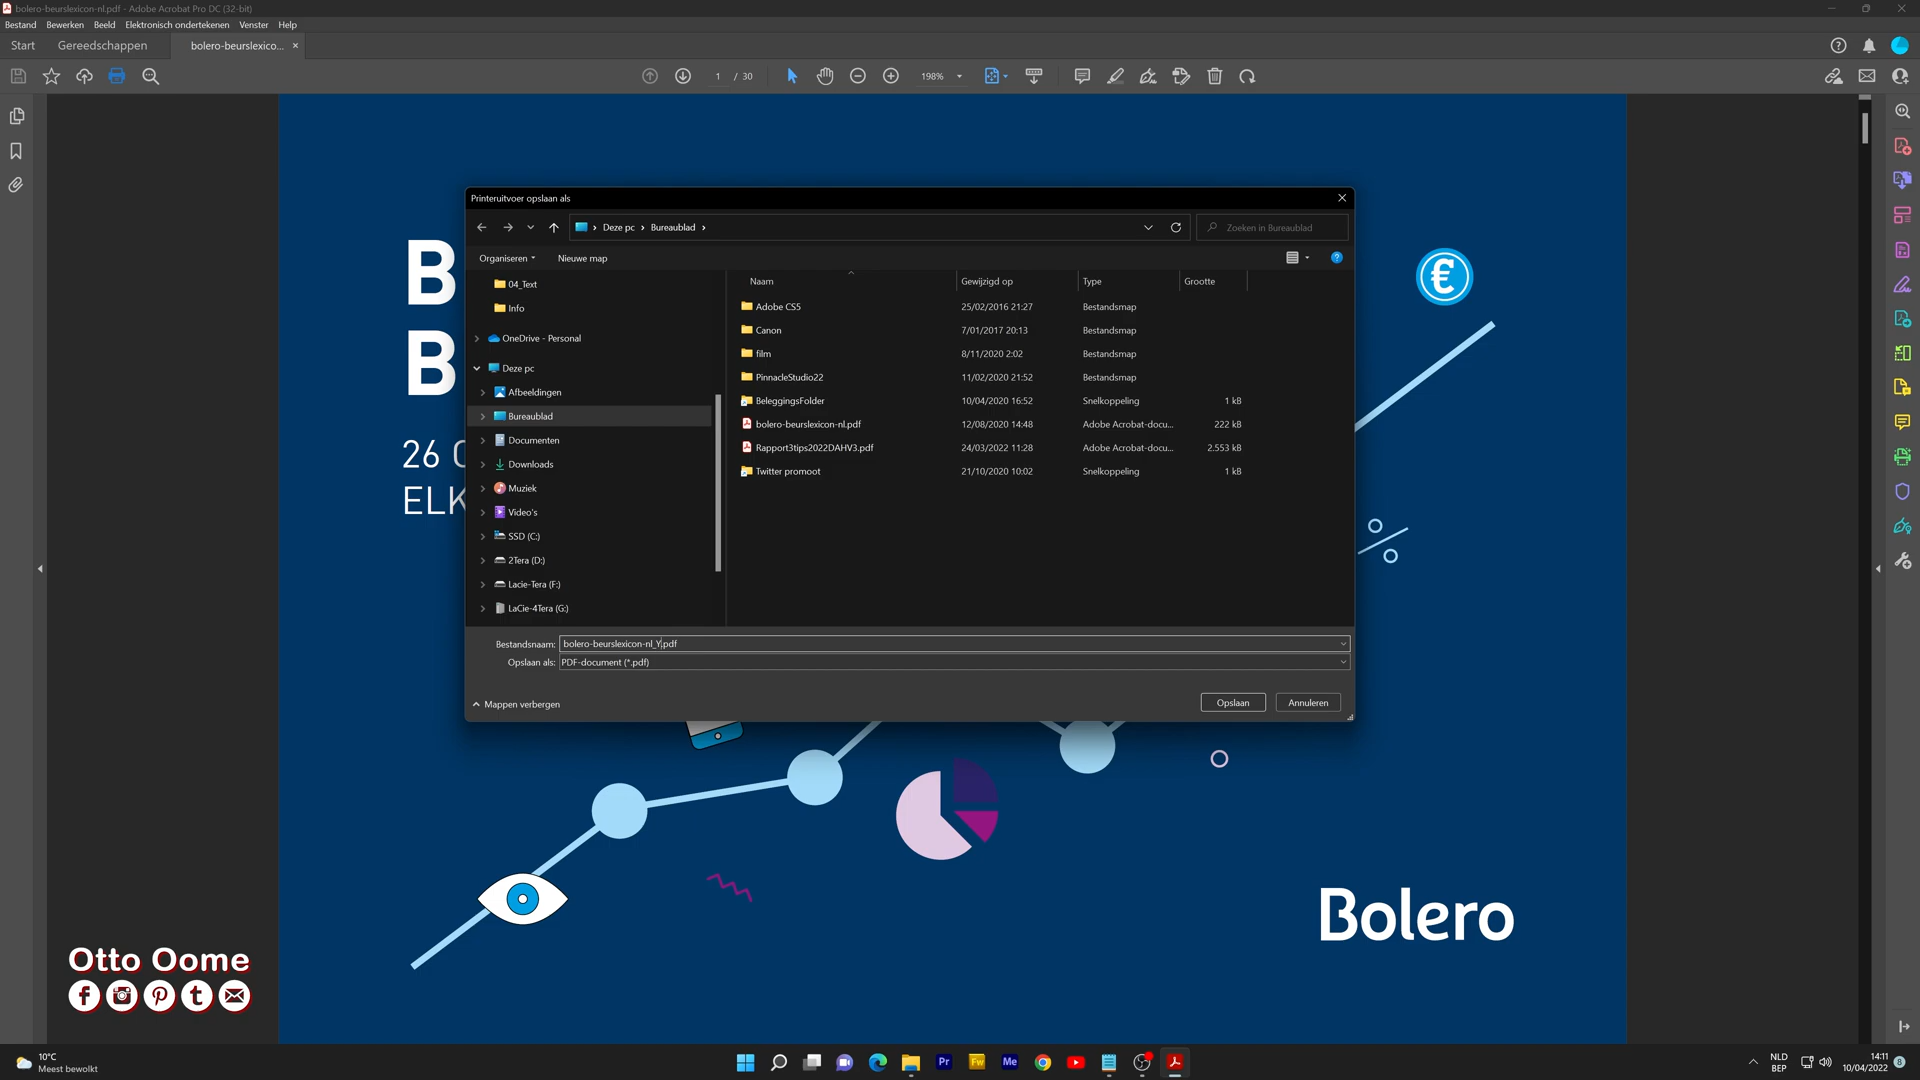 bolero-beurslexicon-nl.pdf - Adobe Acrobat Pro DC (32-bit)
Bestand Bewerken Beeld Elektronisch ondertekenen Venster Help
Start Gereedschappen bolero-beurslexico... ×
1 / 30 198%
B
B
26
ELK
€
Printeruitvoer opslaan als
Deze pc Bureaublad Zoeken in Bureaublad
Organiseren Nieuwe map
Naam Gewijzigd op Type Grootte
04_Text
Info
OneDrive - Personal
Deze pc
Afbeeldingen
Bureaublad
Documenten
Downloads
Muziek
Video's
SSD (C:)
2Tera (D:)
Lacie-Tera (F:)
LaCie-4Tera (G:)
Adobe CS5 25/02/2016 21:27 Bestandsmap
Canon 7/01/2017 20:13 Bestandsmap
film 8/11/2020 2:02 Bestandsmap
PinnacleStudio22 11/02/2020 21:52 Bestandsmap
BeleggingsFolder 10/04/2020 16:52 Snelkoppeling 1 kB
bolero-beurslexicon-nl.pdf 12/08/2020 14:48 Adobe Acrobat-docu... 222 kB
Rapport3tips2022DAHV3.pdf 24/03/2022 11:28 Adobe Acrobat-docu... 2.553 kB
Twitter promoot 21/10/2020 10:02 Snelkoppeling 1 kB
Bestandsnaam: bolero-beurslexicon-nl_Y.pdf
Opslaan als: PDF-document (*.pdf)
Mappen verbergen Opslaan Annuleren
Bolero
Otto Oome
10°C
Meest bewolkt
Pr Fw Me
NLD
BEP
14:11
10/04/2022
8